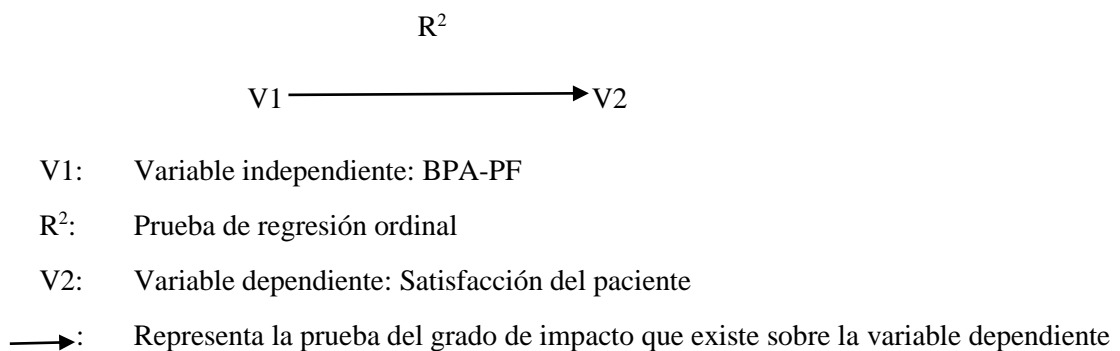 R²
V1 V2
V1: Variable independiente: BPA-PF
R²: Prueba de regresión ordinal
V2: Variable dependiente: Satisfacción del paciente
: Representa la prueba del grado de impacto que existe sobre la variable dependiente